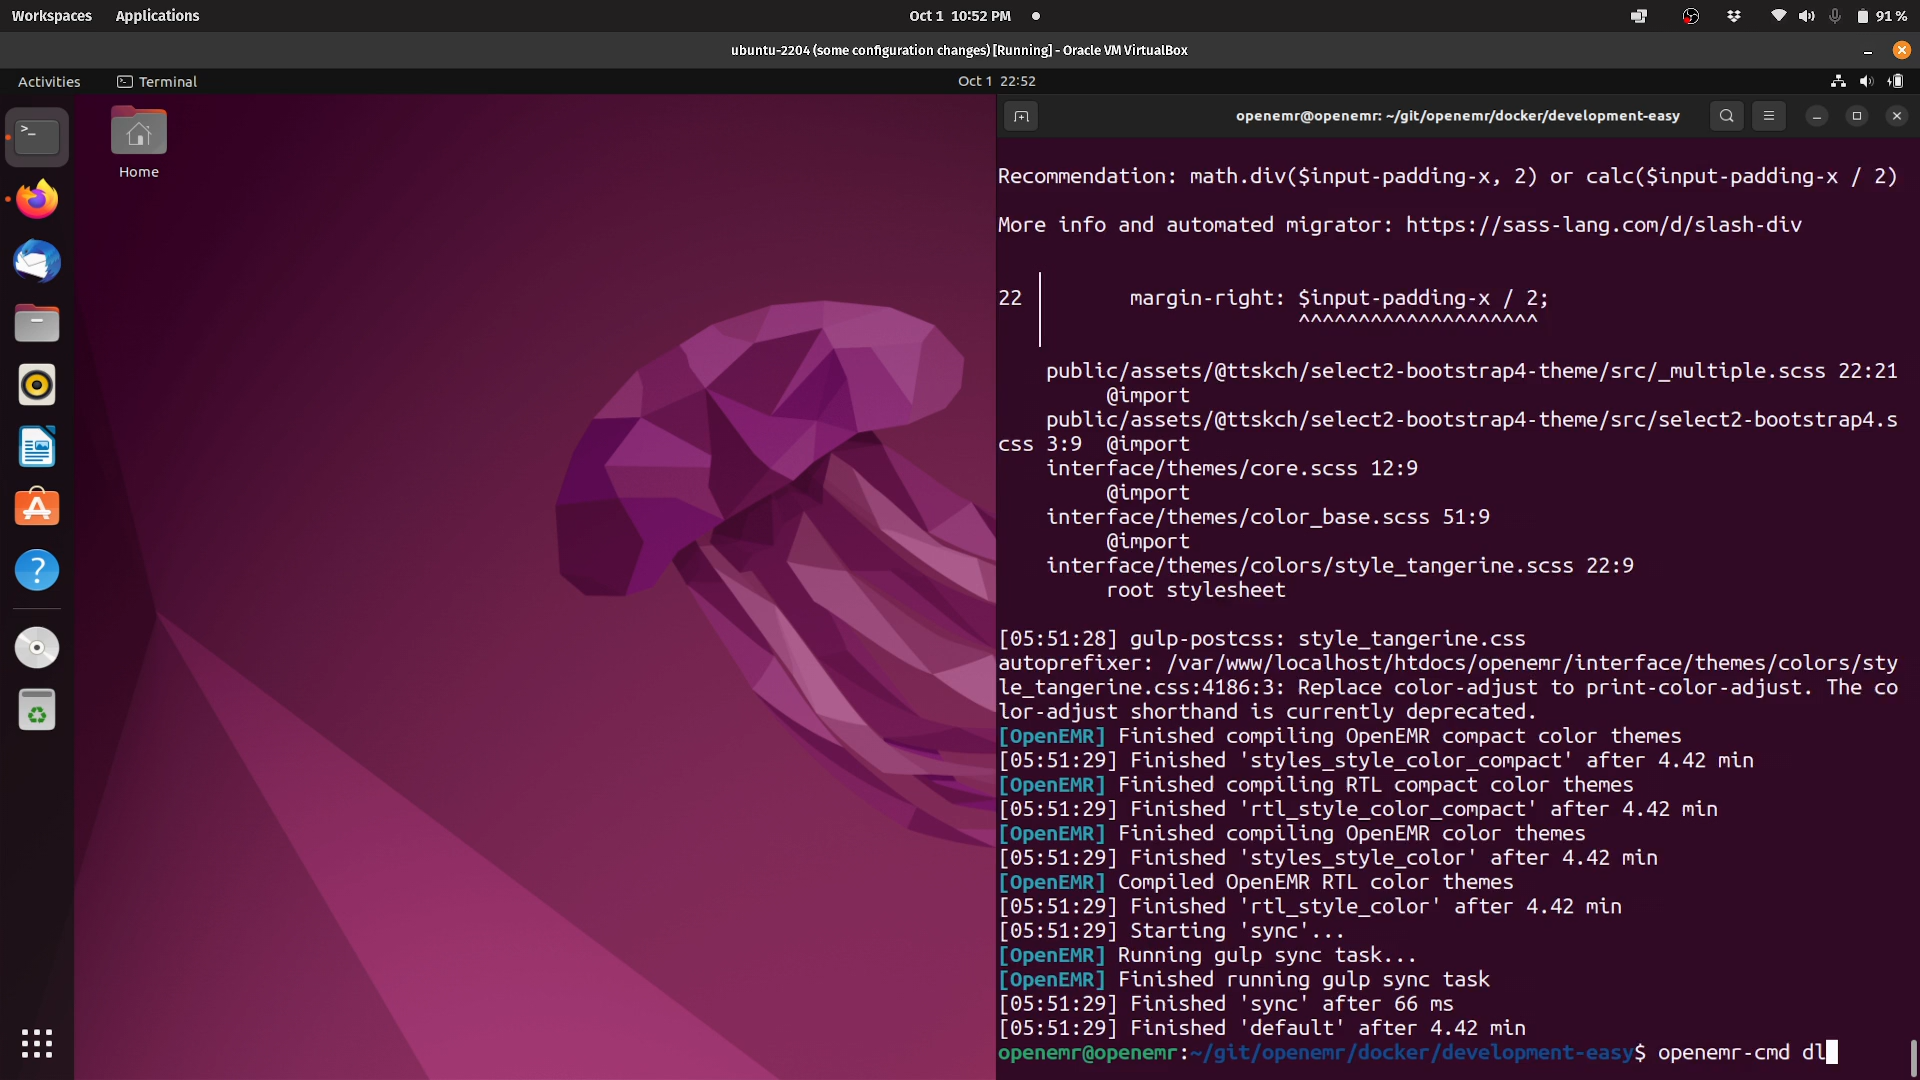 Workspaces Applications Oct 1 10:52 PM 91 %
ubuntu-2204 (some configuration changes) [Running] - Oracle VM VirtualBox
Activities Terminal Oct 1 22:52
Home
openemr@openemr: ~/git/openemr/docker/development-easy
Recommendation: math.div($input-padding-x, 2) or calc($input-padding-x / 2)
More info and automated migrator: https://sass-lang.com/d/slash-div
22 │ margin-right: $input-padding-x / 2;
^^^^^^^^^^^^^^^^^^^^
public/assets/@ttskch/select2-bootstrap4-theme/src/_multiple.scss 22:21
@import
public/assets/@ttskch/select2-bootstrap4-theme/src/select2-bootstrap4.s
css 3:9 @import
interface/themes/core.scss 12:9
@import
interface/themes/color_base.scss 51:9
@import
interface/themes/colors/style_tangerine.scss 22:9
root stylesheet
[05:51:28] gulp-postcss: style_tangerine.css
autoprefixer: /var/www/localhost/htdocs/openemr/interface/themes/colors/sty
le_tangerine.css:4186:3: Replace color-adjust to print-color-adjust. The co
lor-adjust shorthand is currently deprecated.
[OpenEMR] Finished compiling OpenEMR compact color themes
[05:51:29] Finished 'styles_style_color_compact' after 4.42 min
[OpenEMR] Finished compiling RTL compact color themes
[05:51:29] Finished 'rtl_style_color_compact' after 4.42 min
[OpenEMR] Finished compiling OpenEMR color themes
[05:51:29] Finished 'styles_style_color' after 4.42 min
[OpenEMR] Compiled OpenEMR RTL color themes
[05:51:29] Finished 'rtl_style_color' after 4.42 min
[05:51:29] Starting 'sync'...
[OpenEMR] Running gulp sync task...
[OpenEMR] Finished running gulp sync task
[05:51:29] Finished 'sync' after 66 ms
[05:51:29] Finished 'default' after 4.42 min
openemr@openemr:~/git/openemr/docker/development-easy$ openemr-cmd dl